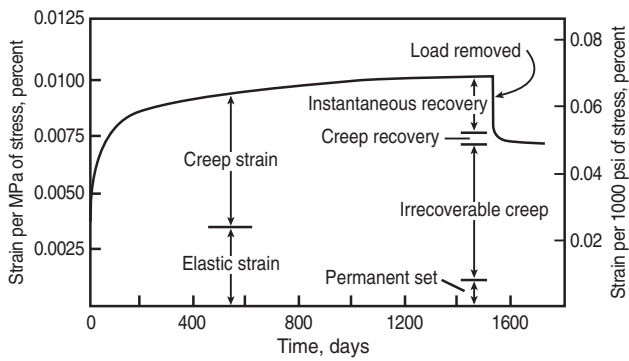 Strain per MPa of stress, percent
0.0125
0.0100
0.0075
0.0050
0.0025
Load removed
Instantaneous recovery
Creep recovery
Creep strain
Irrecoverable creep
Elastic strain
Permanent set
0.08
0.06
0.04
0.02
Strain per 1000 psi of stress, percent
0 400 800 1200 1600
Time, days